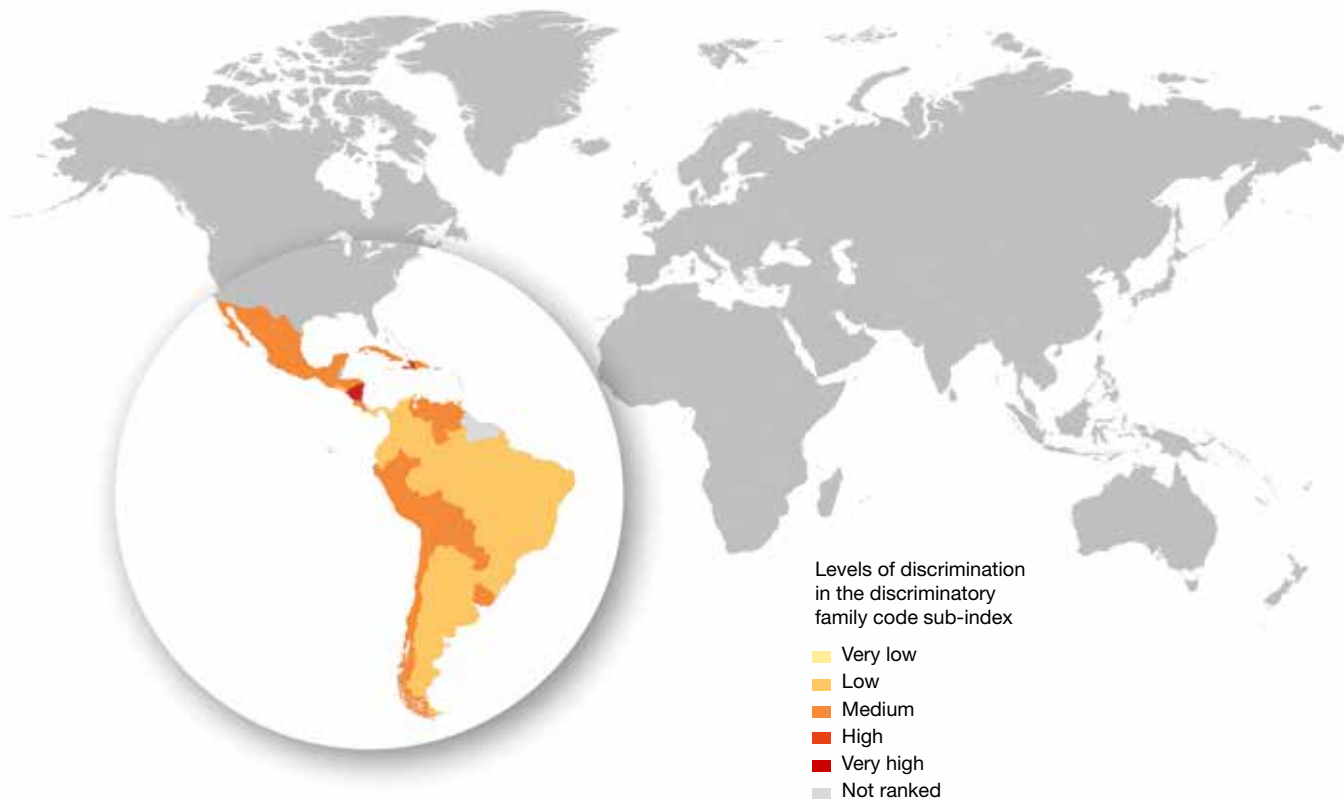 Levels of discrimination
in the discriminatory
family code sub-index
Very low
Low
Medium
High
Very high
Not ranked